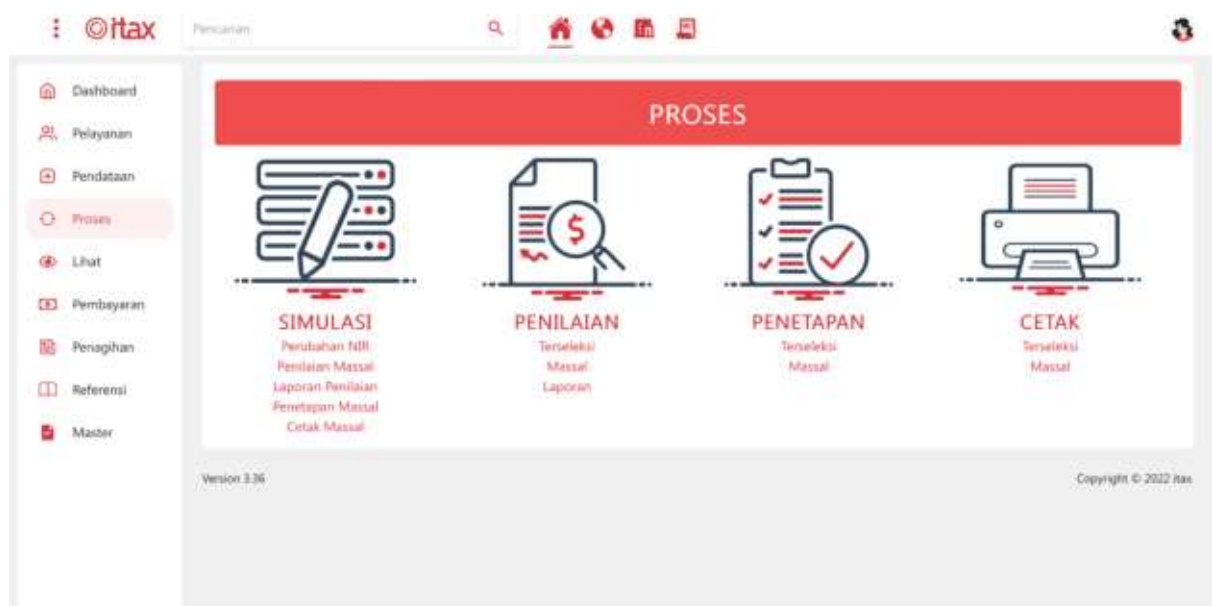 itax
Pencarian
Dashboard
Pelayanan
Pendataan
Proses
Lihat
Pembayaran
Penagihan
Referensi
Master
PROSES
SIMULASI
Perubahan NIR
Penilaian Massal
Laporan Penilaian
Penetapan Massal
Cetak Massal
PENILAIAN
Terseleksi
Massal
Laporan
PENETAPAN
Terseleksi
Massal
CETAK
Terseleksi
Massal
Version 3.36
Copyright © 2022 itax